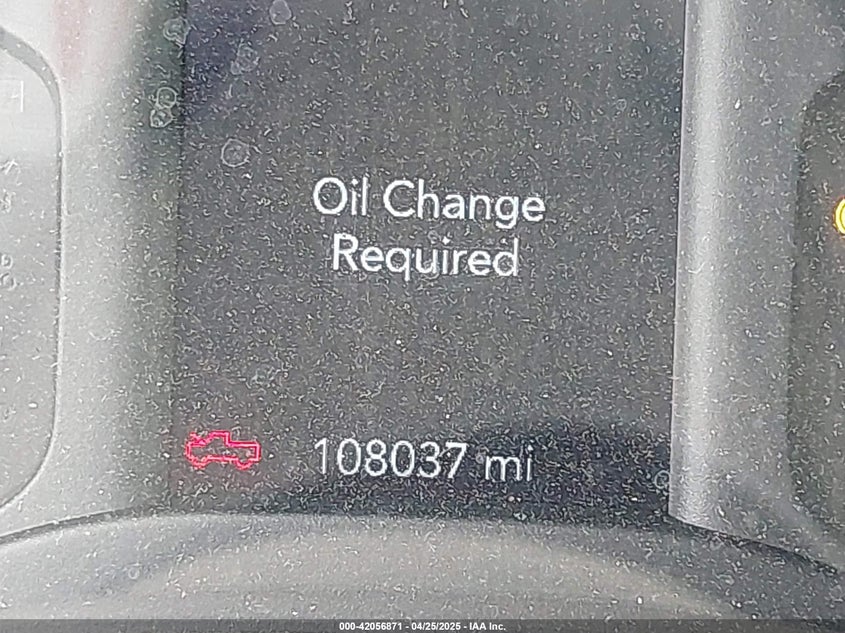 Oil Change
Required
108037 mi
000-42056871 - 04/25/2025 - IAA Inc.